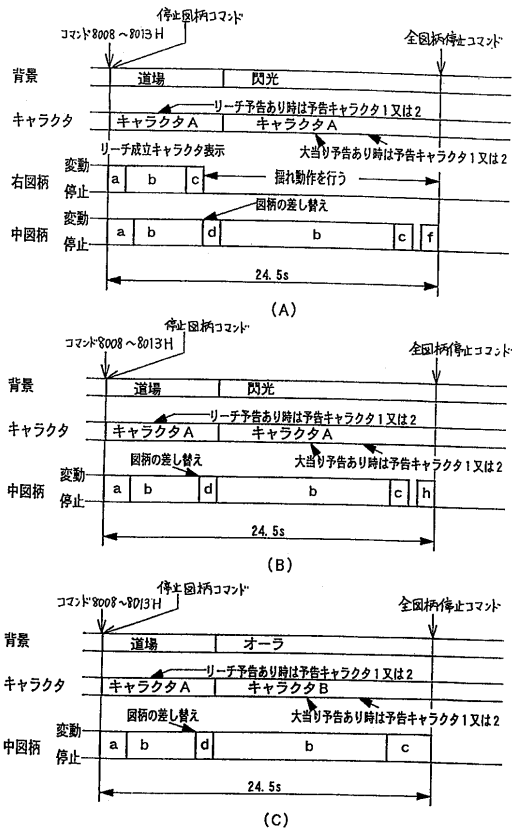 停止図柄コマンド
コマンド8008～8013H
全図柄停止コマンド
背景
道場
閃光
リーチ予告あり時は予告キャラクタ1又は2
キャラクタ
キャラクタA
キャラクタA
リーチ成立キャラクタ表示
大当り予告あり時は予告キャラクタ1又は2
右図柄
変動
停止
a b c
揺れ動作を行う
図柄の差し替え
中図柄
変動
停止
a b d b c f
24.5s
(A)
停止図柄コマンド
コマンド8008～8013H
全図柄停止コマンド
背景
道場
閃光
リーチ予告あり時は予告キャラクタ1又は2
キャラクタ
キャラクタA
キャラクタA
大当り予告あり時は予告キャラクタ1又は2
図柄の差し替え
中図柄
変動
停止
a b d b c h
24.5s
(B)
停止図柄コマンド
コマンド8008～8013H
全図柄停止コマンド
背景
道場
オーラ
リーチ予告あり時は予告キャラクタ1又は2
キャラクタ
キャラクタA
キャラクタB
大当り予告あり時は予告キャラクタ1又は2
図柄の差し替え
中図柄
変動
停止
a b d b c
24.5s
(C)